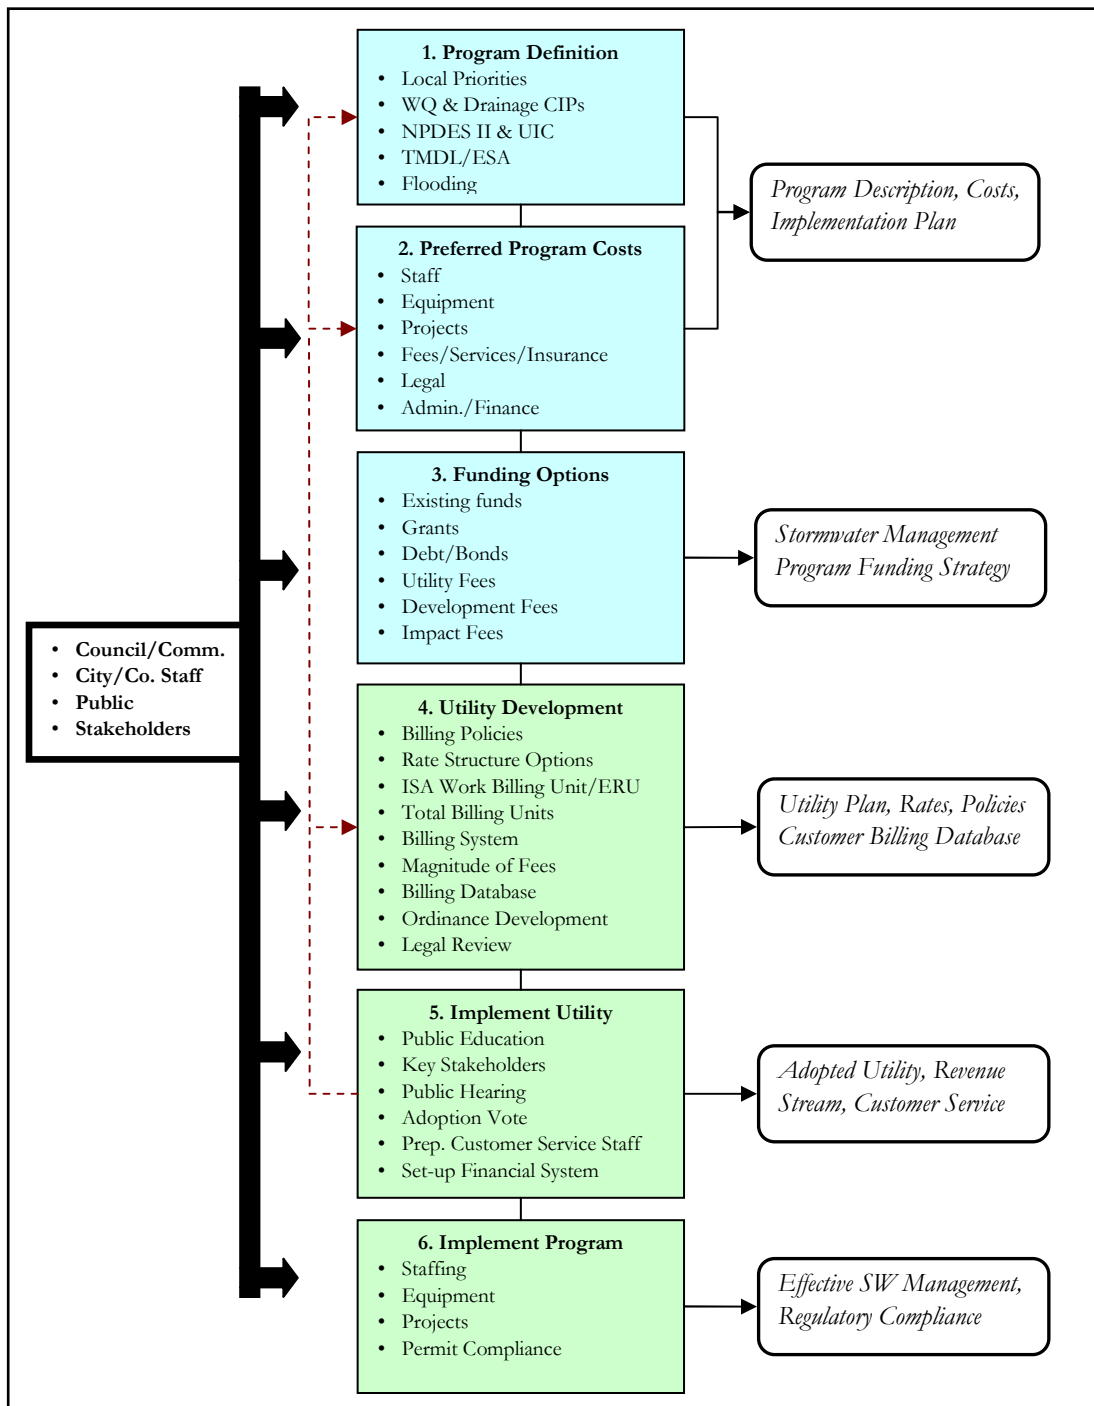 1. Program Definition
• Local Priorities
• WQ & Drainage CIPs
• NPDES II & UIC
• TMDL/ESA
• Flooding
Program Description, Costs,
Implementation Plan
2. Preferred Program Costs
• Staff
• Equipment
• Projects
• Fees/Services/Insurance
• Legal
• Admin./Finance
3. Funding Options
• Existing funds
• Grants
• Debt/Bonds
• Utility Fees
• Development Fees
• Impact Fees
Stormwater Management
Program Funding Strategy
• Council/Comm.
• City/Co. Staff
• Public
• Stakeholders
4. Utility Development
• Billing Policies
• Rate Structure Options
• ISA Work Billing Unit/ERU
• Total Billing Units
• Billing System
• Magnitude of Fees
• Billing Database
• Ordinance Development
• Legal Review
Utility Plan, Rates, Policies
Customer Billing Database
5. Implement Utility
• Public Education
• Key Stakeholders
• Public Hearing
• Adoption Vote
• Prep. Customer Service Staff
• Set-up Financial System
Adopted Utility, Revenue
Stream, Customer Service
6. Implement Program
• Staffing
• Equipment
• Projects
• Permit Compliance
Effective SW Management,
Regulatory Compliance